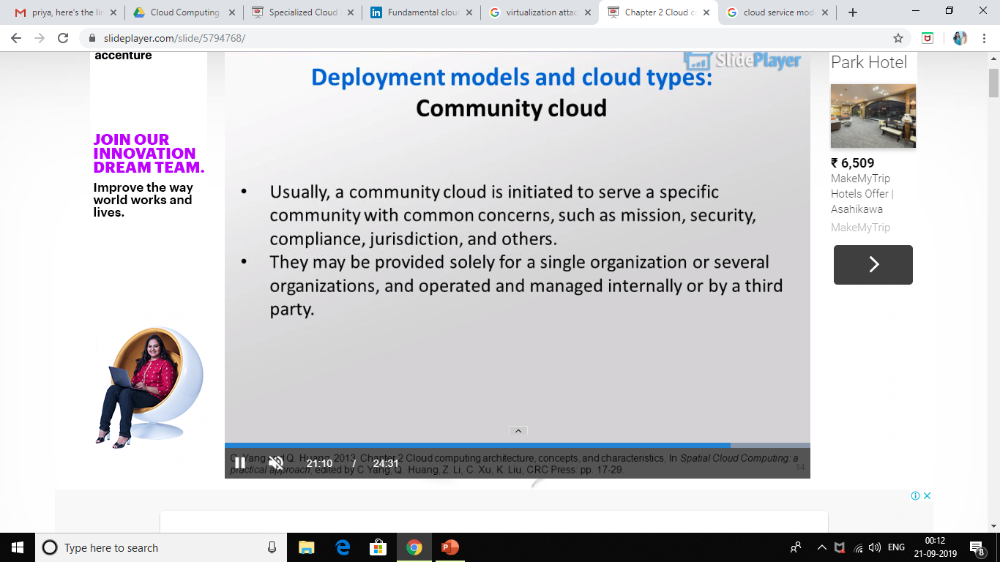 priya, here's the lin
Cloud Computing
Specialized Cloud
Fundamental clou
virtualization attac
Chapter 2 Cloud c
cloud service mod
slideplayer.com/slide/5794768/
accenture
JOIN OUR
INNOVATION
DREAM TEAM.
Improve the way
world works and
lives.
SlidePlayer
Deployment models and cloud types:
Community cloud
• Usually, a community cloud is initiated to serve a specific
community with common concerns, such as mission, security,
compliance, jurisdiction, and others.
• They may be provided solely for a single organization or several
organizations, and operated and managed internally or by a third
party.
C. Yang and Q. Huang, 2013, Chapter 2 Cloud computing architecture, concepts, and characteristics, In Spatial Cloud Computing: a
practical approach, edited by C.Yang, Q. Huang, Z. Li, C. Xu, K. Liu, CRC Press: pp. 17-29.
34
21:10 / 24:31
Park Hotel
₹ 6,509
MakeMyTrip
Hotels Offer |
Asahikawa
MakeMyTrip
Type here to search
ENG
00:12
21-09-2019
8